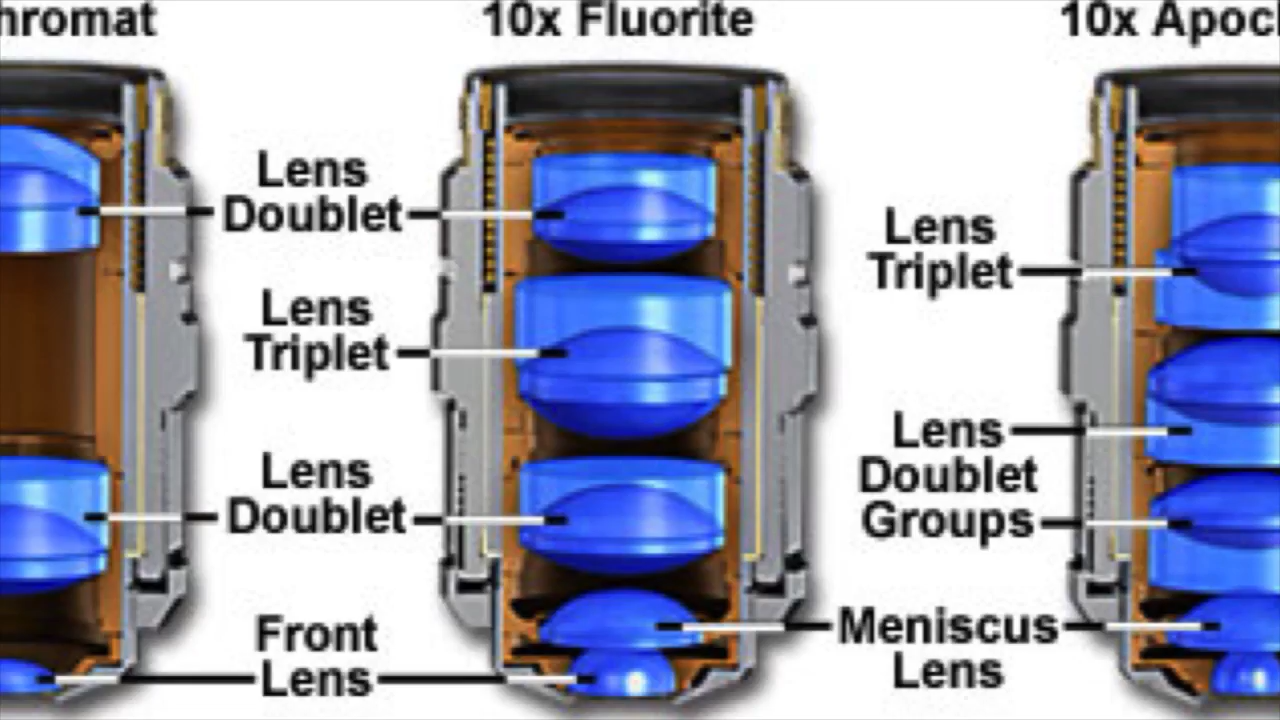 hromat
10x Fluorite
10x Apoc
Lens
Doublet
Lens
Triplet
Lens
Doublet
Front
Lens
Lens
Triplet
Lens
Doublet
Groups
Meniscus
Lens